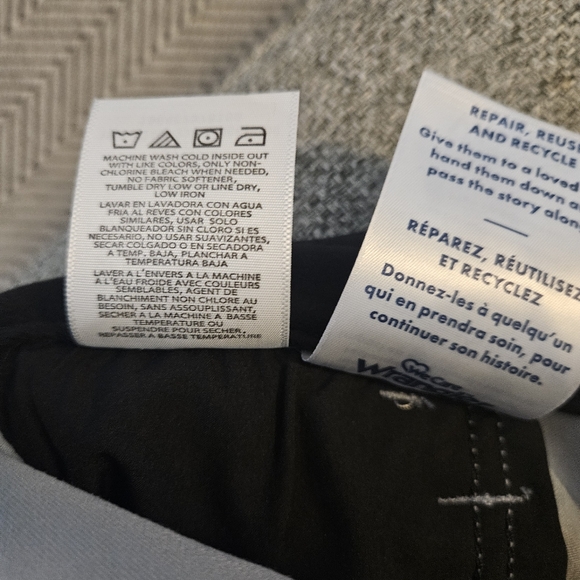 MACHINE WASH COLD INSIDE OUT
WITH LIKE COLORS, ONLY NON-
CHLORINE BLEACH WHEN NEEDED,
NO FABRIC SOFTENER,
TUMBLE DRY LOW OR LINE DRY,
LOW IRON
LAVAR EN LAVADORA CON AGUA
FRIA AL REVES CON COLORES
SIMILARES, USAR SOLO
BLANQUEADOR SIN CLORO SI ES
NECESARIO, NO USAR SUAVIZANTES,
SECAR COLGADO O EN SECADORA
A TEMP. BAJA, PLANCHAR A
TEMPERATURA BAJA
LAVER A L'ENVERS A LA MACHINE
A L'EAU FROIDE AVEC COULEURS
SEMBLABLES, AGENT DE
BLANCHIMENT NON CHLORE AU
BESOIN, SANS ASSOUPLISSANT,
SECHER A LA MACHINE A BASSE
TEMPERATURE OU
SUSPENDRE POUR SECHER,
REPASSER A BASSE TEMPERATURE
REPAIR, REUSE
AND RECYCLE
Give them to a loved
hand them down a
pass the story alon
RÉPAREZ, RÉUTILISEZ
ET RECYCLEZ
Donnez-les à quelqu'un
qui en prendra soin, pour
continuer son histoire.
WeCare
Wrangler